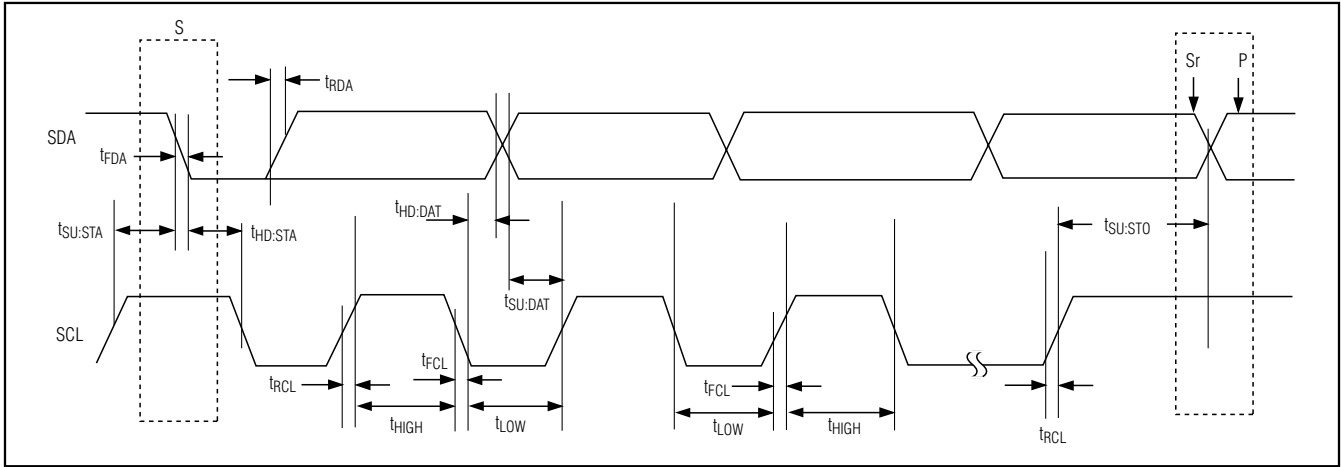 S
Sr P
tRDA
SDA
tFDA
tHD:DAT
tSU:STA
tHD:STA
tSU:STO
tSU:DAT
SCL
tFCL
tRCL
tFCL
tHIGH
tLOW
tLOW
tHIGH
tRCL